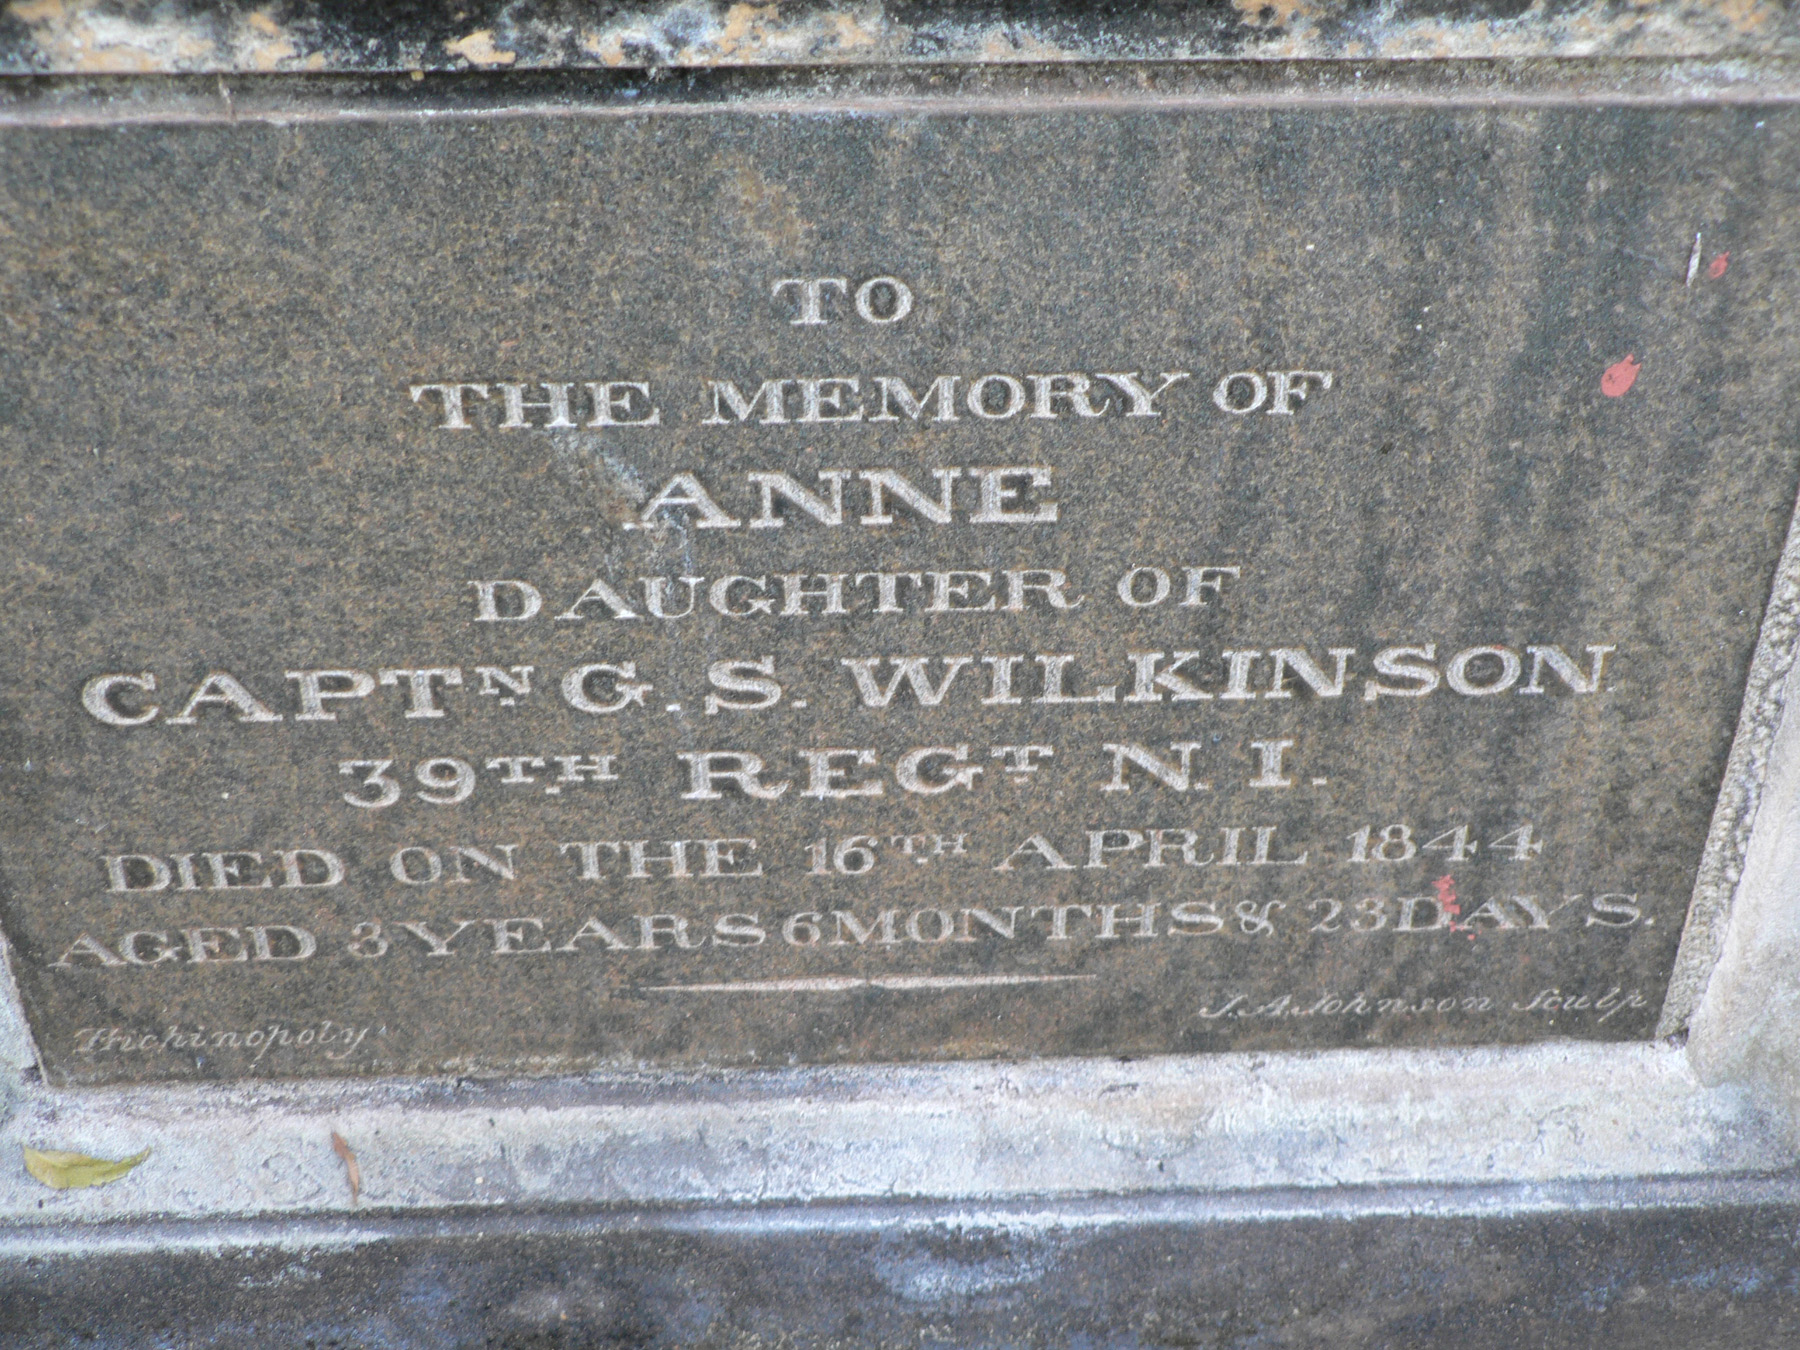 TO
THE MEMORY OF
ANNE
DAUGHTER OF
CAPTN G. S. WILKINSON.
39TH REGT N I.
DIED ON THE 16TH APRIL 1844
AGED 3 YEARS 6 MONTHS & 23 DAYS.
Trichinopoly
J. A. Johnson Sculp